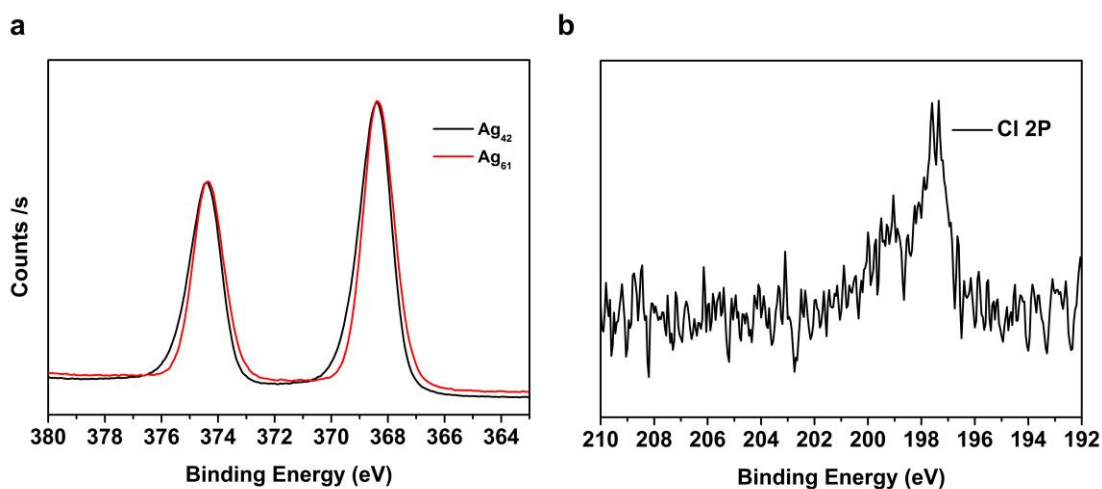 a
Counts /s
Ag42
Ag61
380 378 376 374 372 370 368 366 364
Binding Energy (eV)
b
Cl 2P
210 208 206 204 202 200 198 196 194 192
Binding Energy (eV)